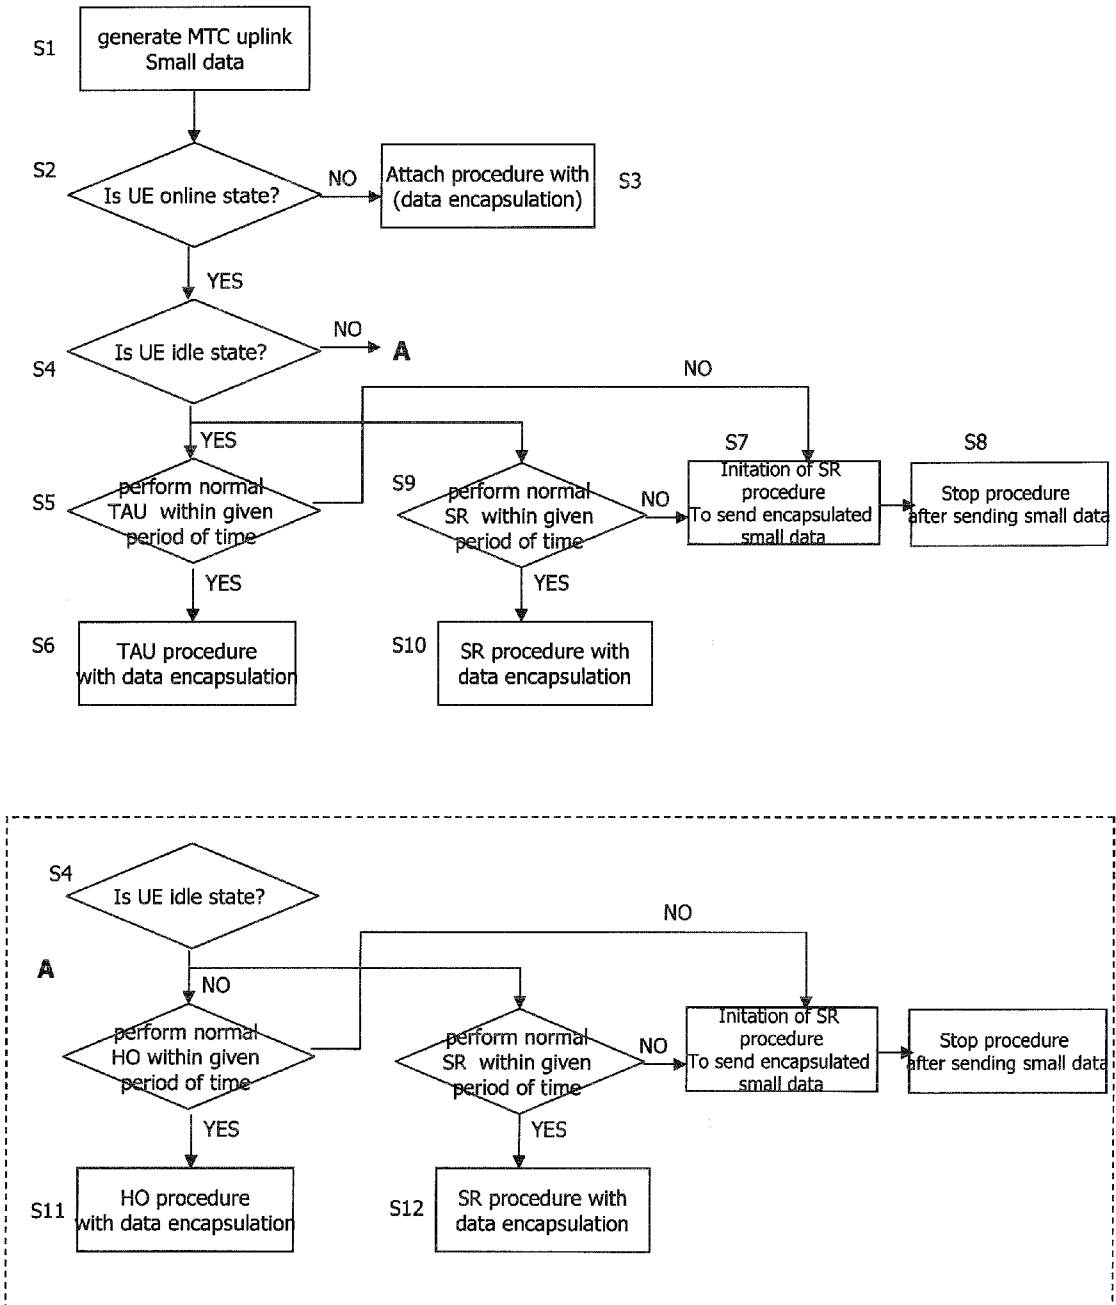 S1
generate MTC uplink
Small data
S2
Is UE online state?
NO
Attach procedure with
(data encapsulation)
S3
YES
Is UE idle state?
NO
A
S4
NO
YES
S5
perform normal
TAU within given
period of time
S9
perform normal
SR within given
period of time
NO
S7
Initation of SR
procedure
To send encapsulated
small data
S8
Stop procedure
after sending small data
YES
YES
S6
TAU procedure
with data encapsulation
S10
SR procedure with
data encapsulation
S4
Is UE idle state?
NO
A
NO
perform normal
HO within given
period of time
perform normal
SR within given
period of time
NO
Initation of SR
procedure
To send encapsulated
small data
Stop procedure
after sending small data
YES
YES
S11
HO procedure
with data encapsulation
S12
SR procedure with
data encapsulation